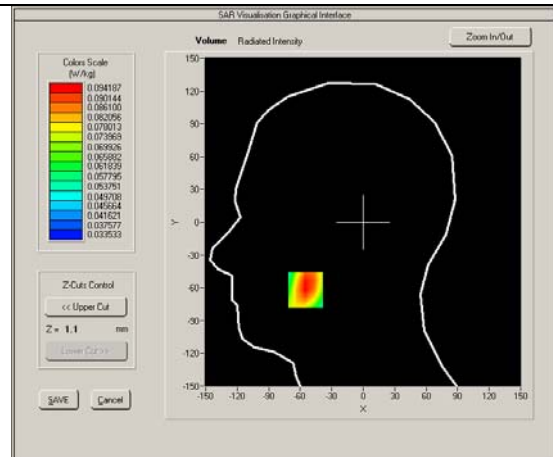 SAR Visualisation Graphical Interface
Volume Radiated Intensity
Zoom In/Out
Colors Scale
(W/kg)
0.094187
0.090144
0.086100
0.082056
0.078013
0.073969
0.069926
0.065882
0.061839
0.057795
0.053751
0.049708
0.045664
0.041621
0.037577
0.033533
Z-Cuts Control
<< Upper Cut
Z = 1.1 mm
Lower Cut >>
SAVE Cancel
150
120
90
60
30
0
-30
-60
-90
-120
-150
Y
-150 -120 -90 -60 -30 0 30 60 90 120 150
X